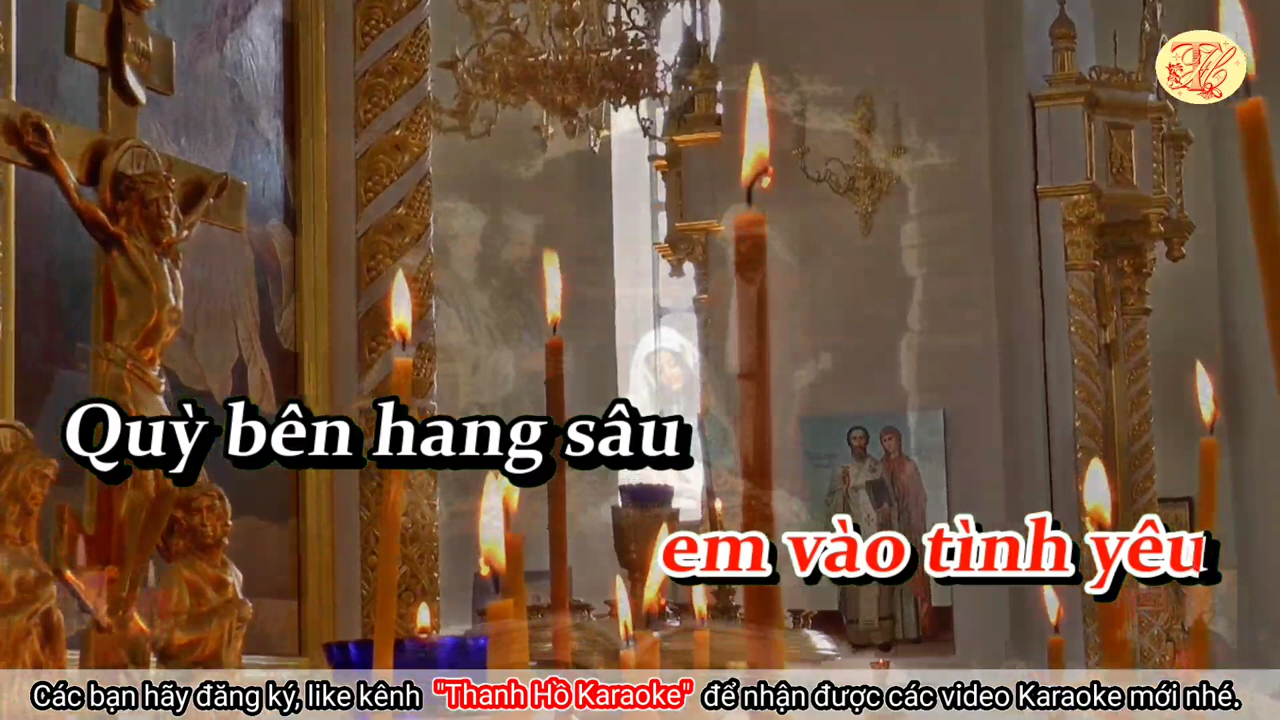 Quỳ bên hang sâu
em vào tình yêu
Các bạn hãy đăng ký, like kênh "Thanh Hồ Karaoke" để nhận được các video Karaoke mới nhé.